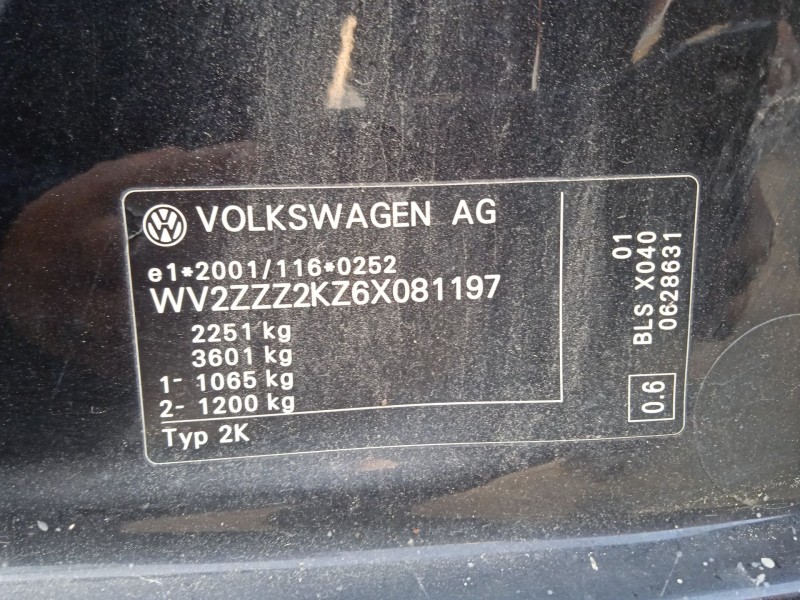 VOLKSWAGEN AG
e1*2001/116*0252
WV2ZZZ2KZ6X081197
2251 kg
3601 kg
1- 1065 kg
2- 1200 kg
Typ 2K
01
BLS X040
0628631
0.6